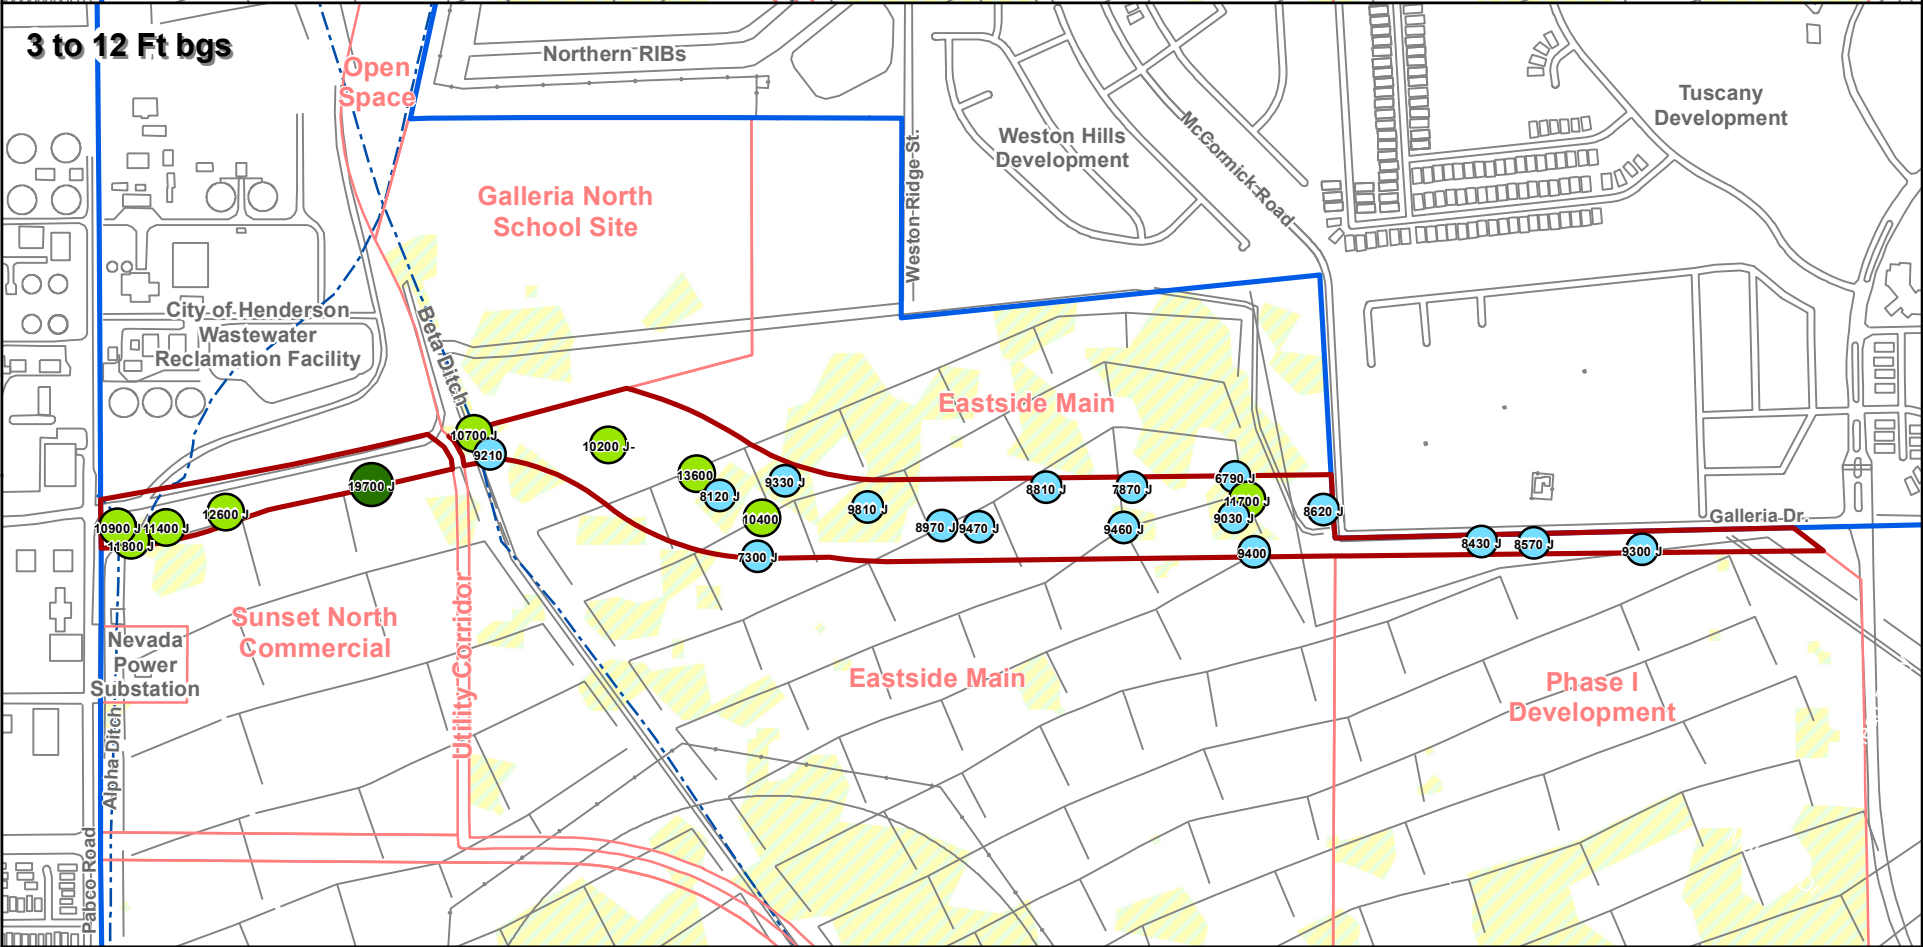 3 to 12 Ft bgs
Open
Space
Northern RIBs
Weston-Ridge-St.
Weston Hills
Development
McCormick-Road
Tuscany
Development
Galleria North
School Site
City of Henderson
Wastewater
Reclamation Facility
Beta-Ditch
Eastside Main
10700 J
9210
10200 J-
13600
8120 J
9330 J
10400
7300 J
9810 J
8970 J
9470 J
8810 J
7870 J
9460 J
6790 J
11700 J
9030 J
9400
8620 J
8430 J
8570 J
9300 J
Galleria Dr.
19700 J
12600 J
11400 J
10900 J
11800 J
Sunset North
Commercial
Utility-Corridor
Nevada
Power
Substation
Alpha-Ditch
Pabco-Road
Eastside Main
Phase I
Development